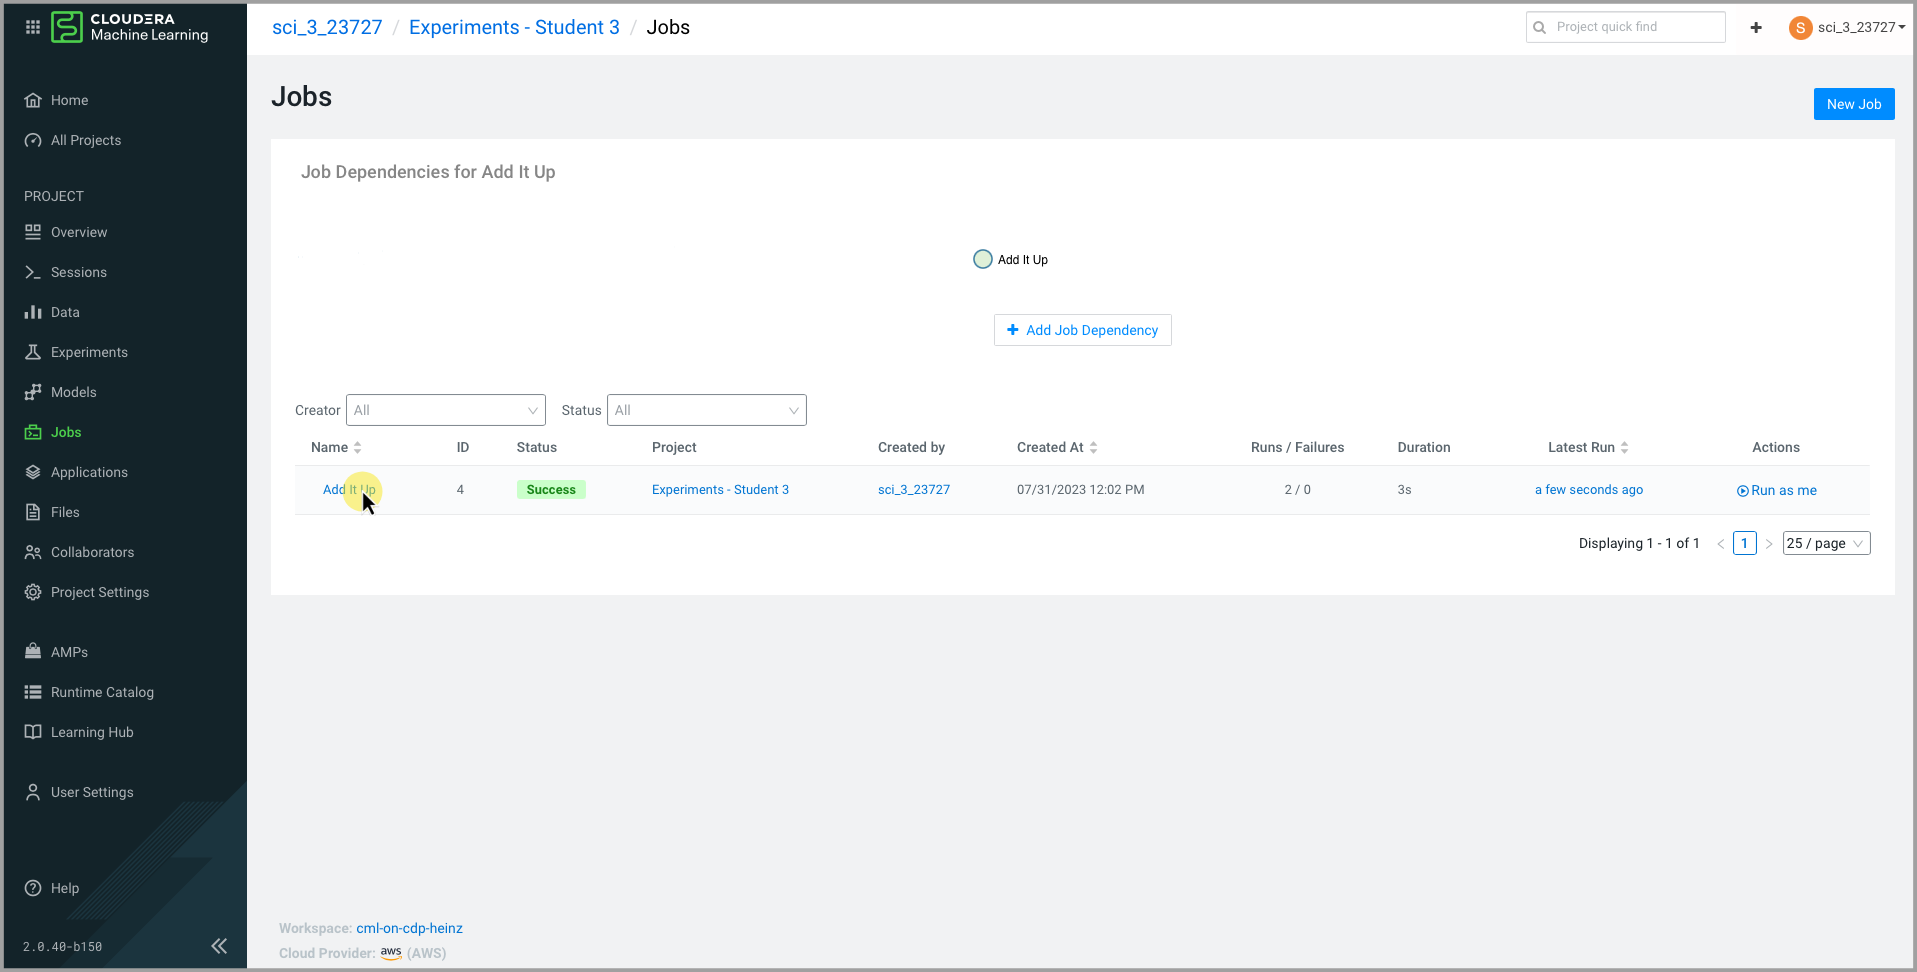 CLOUDERA
Machine Learning
sci_3_23727 / Experiments - Student 3 / Jobs
Project quick find
S sci_3_23727
Home
All Projects
PROJECT
Overview
Sessions
Data
Experiments
Models
Jobs
Applications
Files
Collaborators
Project Settings
AMPs
Runtime Catalog
Learning Hub
User Settings
Help
2.0.40-b150
Jobs
New Job
Job Dependencies for Add It Up
Add It Up
+ Add Job Dependency
Creator All Status All
Name ID Status Project Created by Created At Runs / Failures Duration Latest Run Actions
Add It Up 4 Success Experiments - Student 3 sci_3_23727 07/31/2023 12:02 PM 2 / 0 3s a few seconds ago Run as me
Displaying 1 - 1 of 1 < 1 > 25 / page
Workspace: cml-on-cdp-heinz
Cloud Provider: aws (AWS)